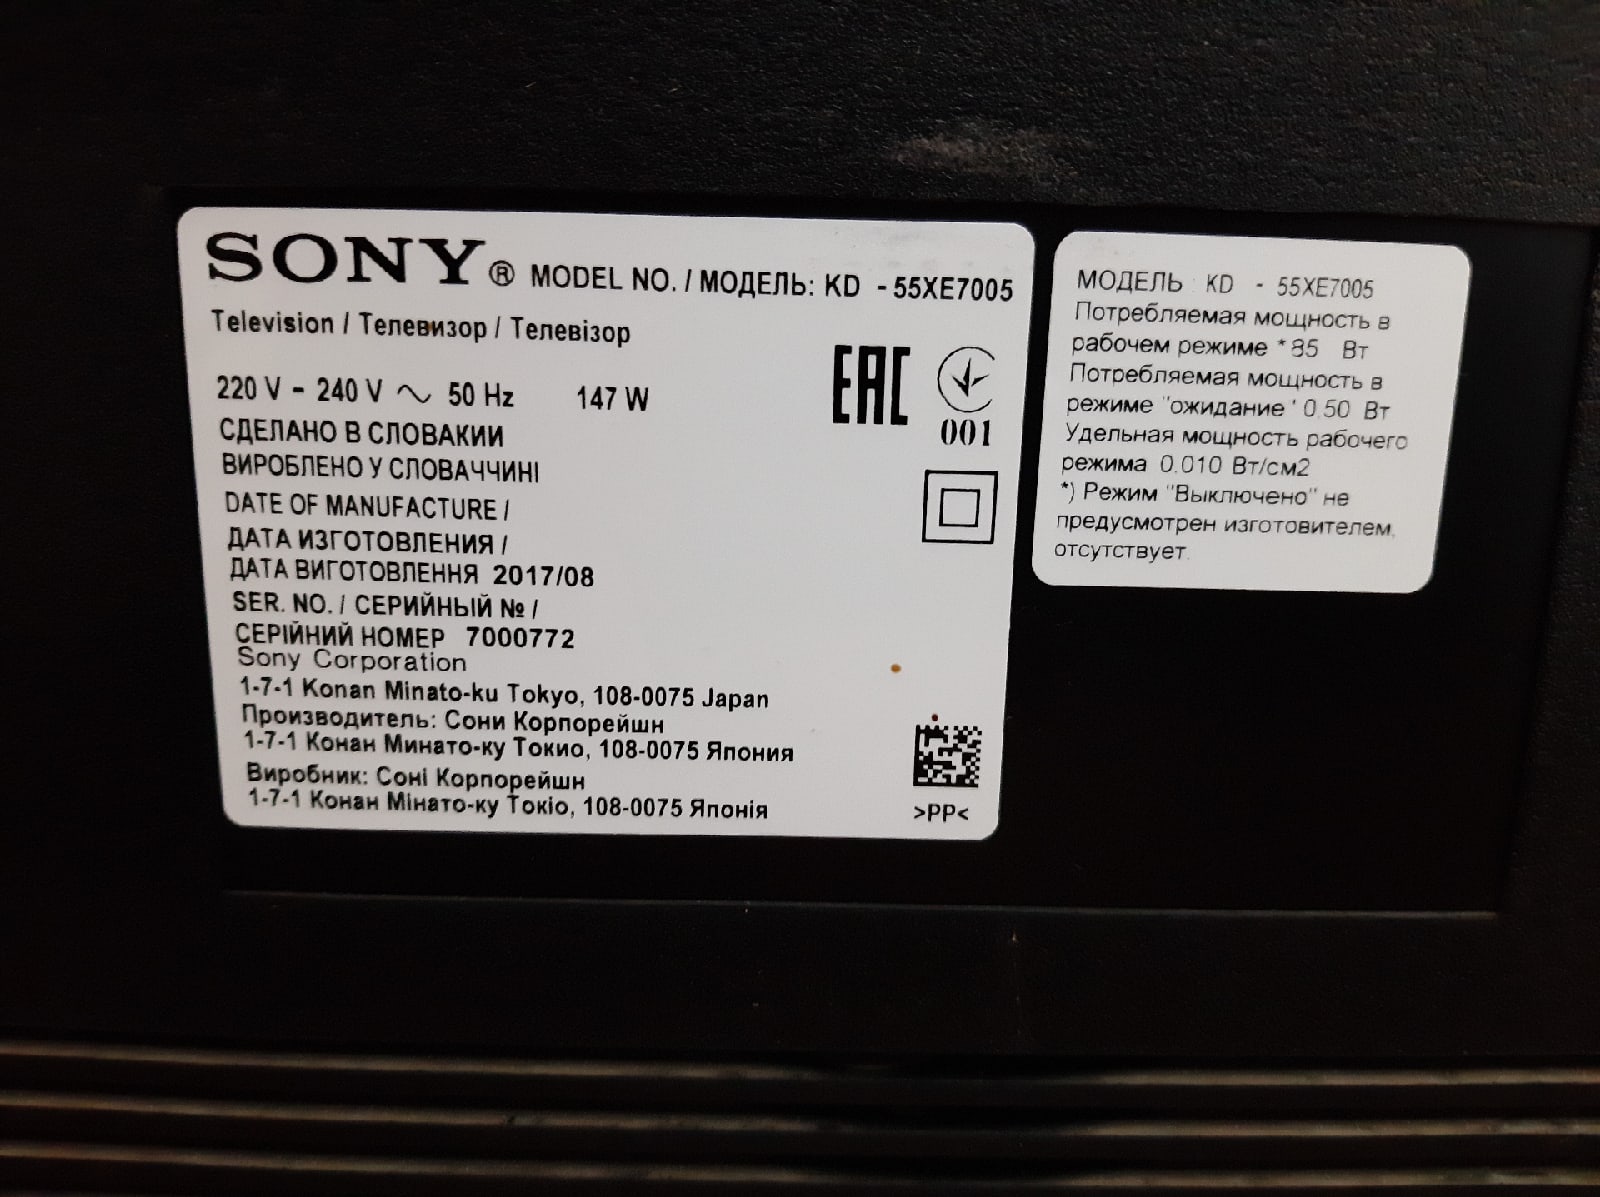 SONY® MODEL NO. / МОДЕЛЬ: KD - 55XE7005
Television / Телевизор / Телевізор
220 V - 240 V ~ 50 Hz 147 W
EAC
001
СДЕЛАНО В СЛОВАКИИ
ВИРОБЛЕНО У СЛОВАЧЧИНІ
DATE OF MANUFACTURE /
ДАТА ИЗГОТОВЛЕНИЯ /
ДАТА ВИГОТОВЛЕННЯ 2017/08
SER. NO. / СЕРИЙНЫЙ № /
СЕРІЙНИЙ НОМЕР 7000772
Sony Corporation
1-7-1 Konan Minato-ku Tokyo, 108-0075 Japan
Производитель: Сони Корпорейшн
1-7-1 Конан Минато-ку Токио, 108-0075 Япония
Виробник: Соні Корпорейшн
1-7-1 Конан Мінато-ку Токіо, 108-0075 Японія
>PP<
МОДЕЛЬ : KD - 55XE7005
Потребляемая мощность в
рабочем режиме *85 Вт
Потребляемая мощность в
режиме "ожидание" 0.50 Вт
Удельная мощность рабочего
режима 0.010 Вт/см2
*) Режим "Выключено" не
предусмотрен изготовителем,
отсутствует.